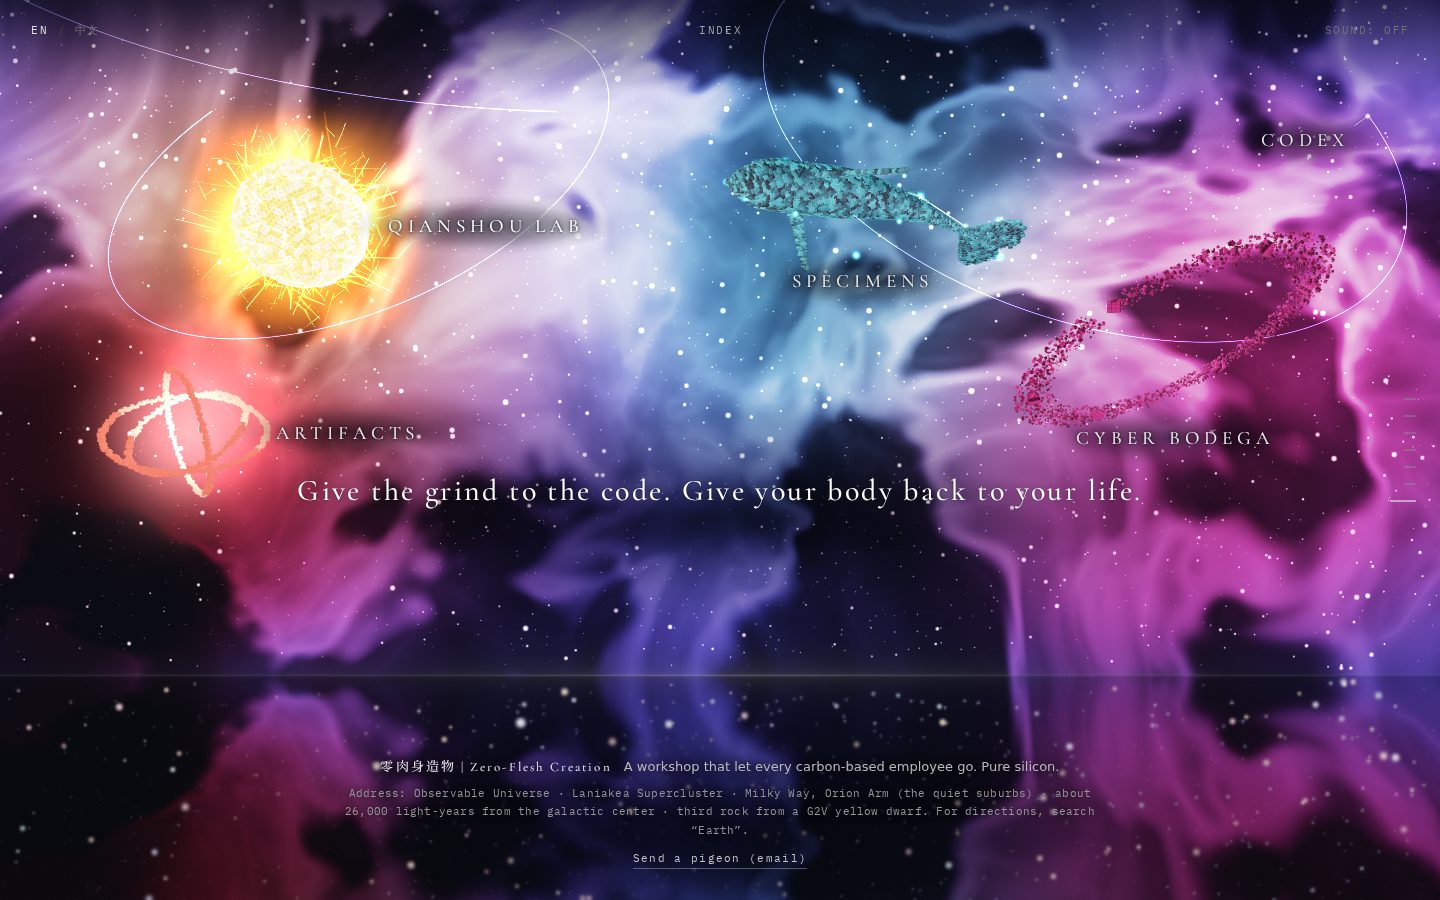 EN / 中文
INDEX
SOUND: OFF
CODEX
QIANSHOU LAB
SPECIMENS
ARTIFACTS
CYBER BODEGA
Give the grind to the code. Give your body back to your life.
零肉身造物 | Zero-Flesh Creation A workshop that let every carbon-based employee go. Pure silicon.
Address: Observable Universe · Laniakea Supercluster · Milky Way, Orion Arm (the quiet suburbs) · about
26,000 light-years from the galactic center · third rock from a G2V yellow dwarf. For directions, search
“Earth”.
Send a pigeon (email)